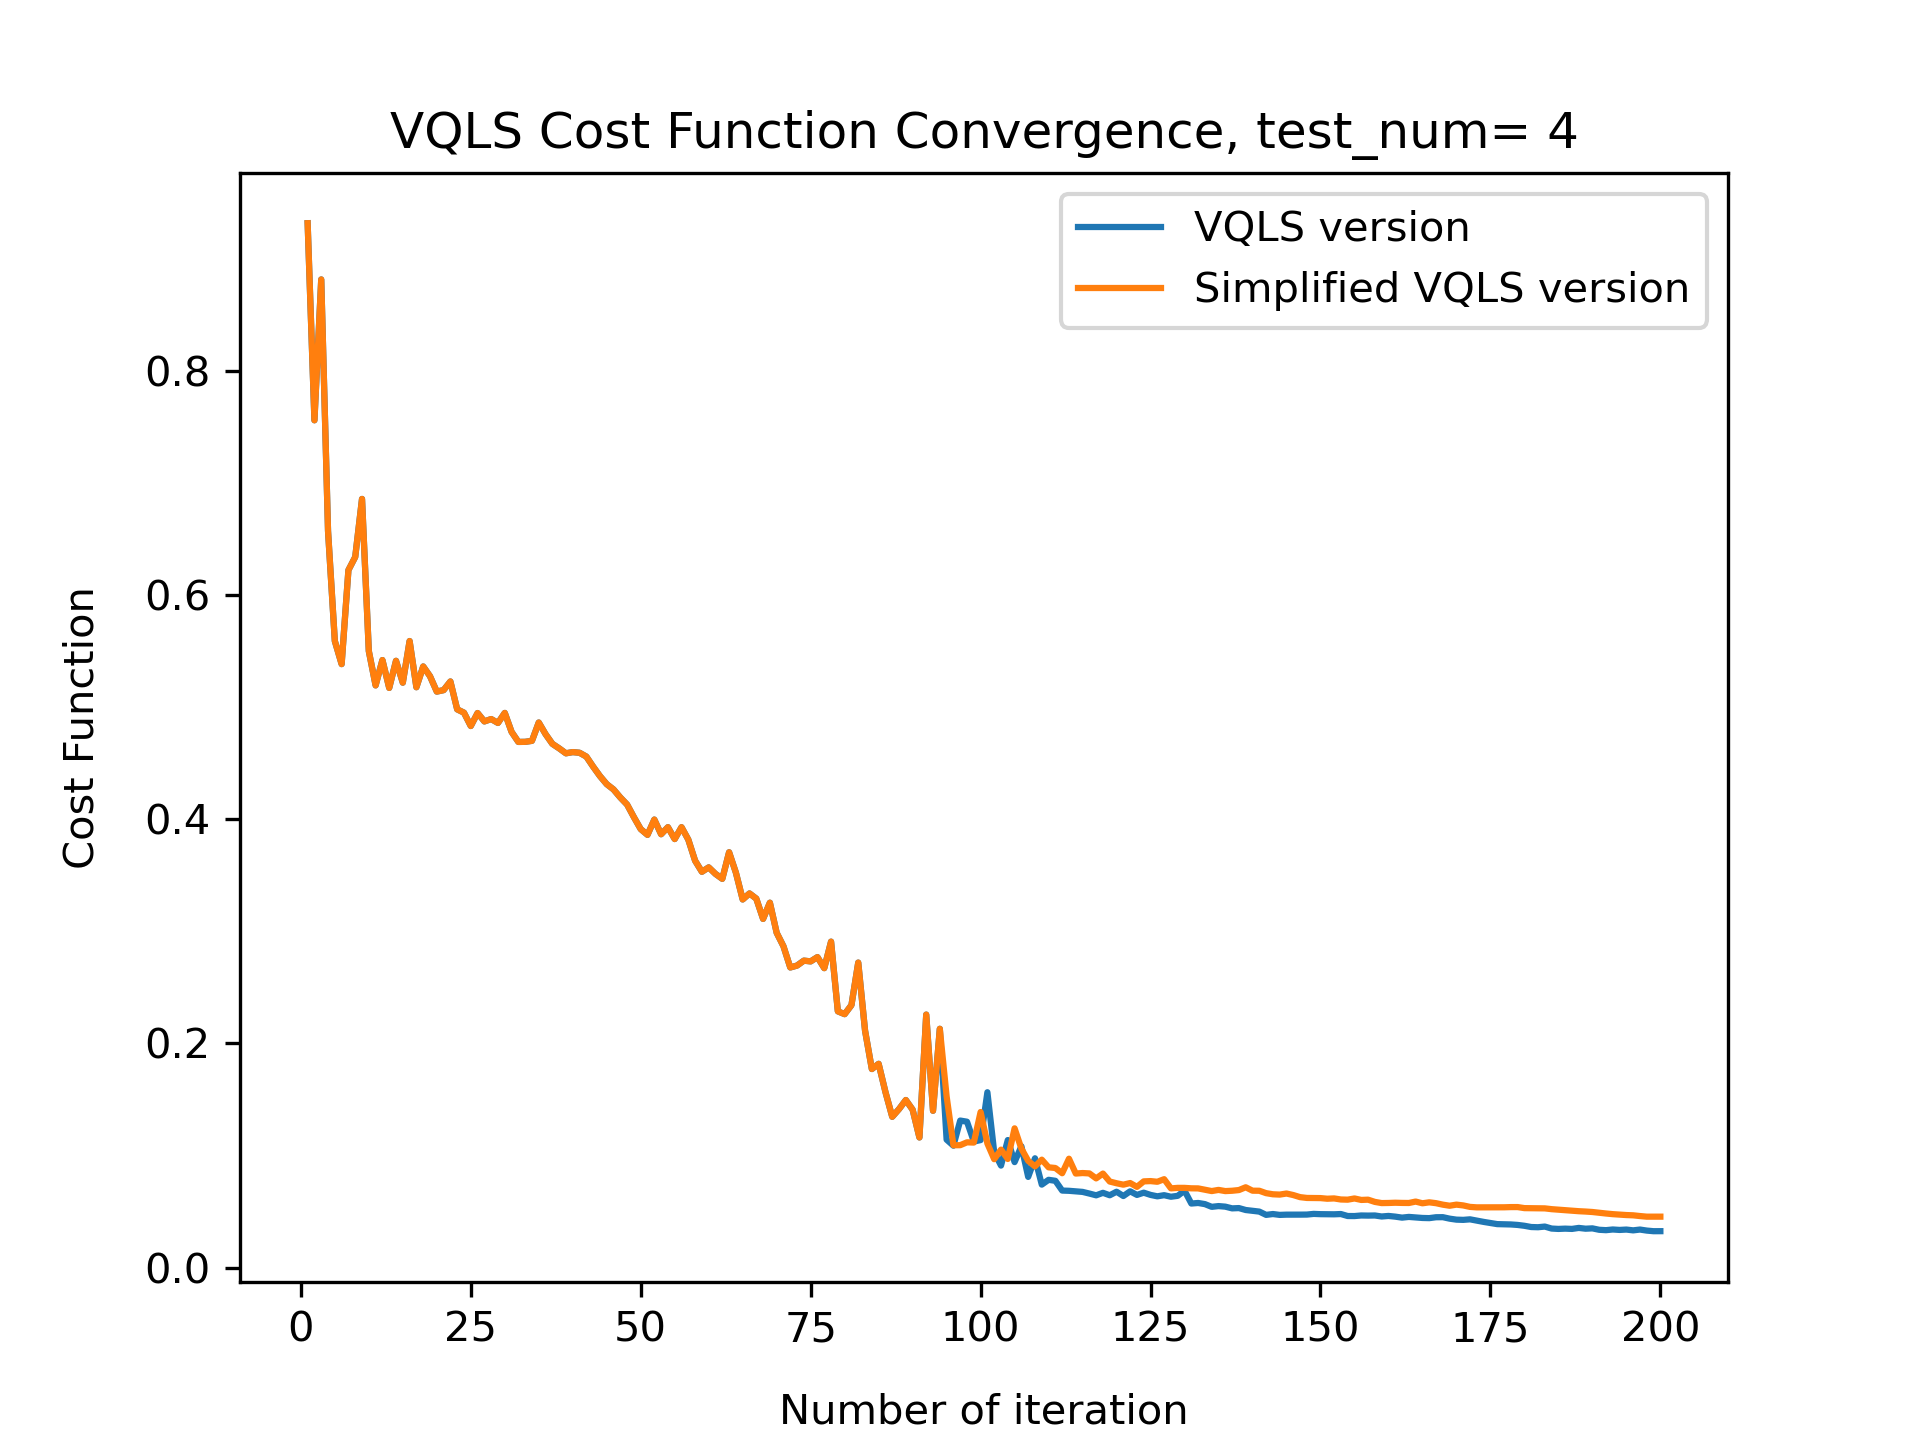 VQLS Cost Function Convergence, test_num= 4
VQLS version
Simplified VQLS version
0.8
0.6
0.4
0.2
0.0
Cost Function
0 25 50 75 100 125 150 175 200
Number of iteration